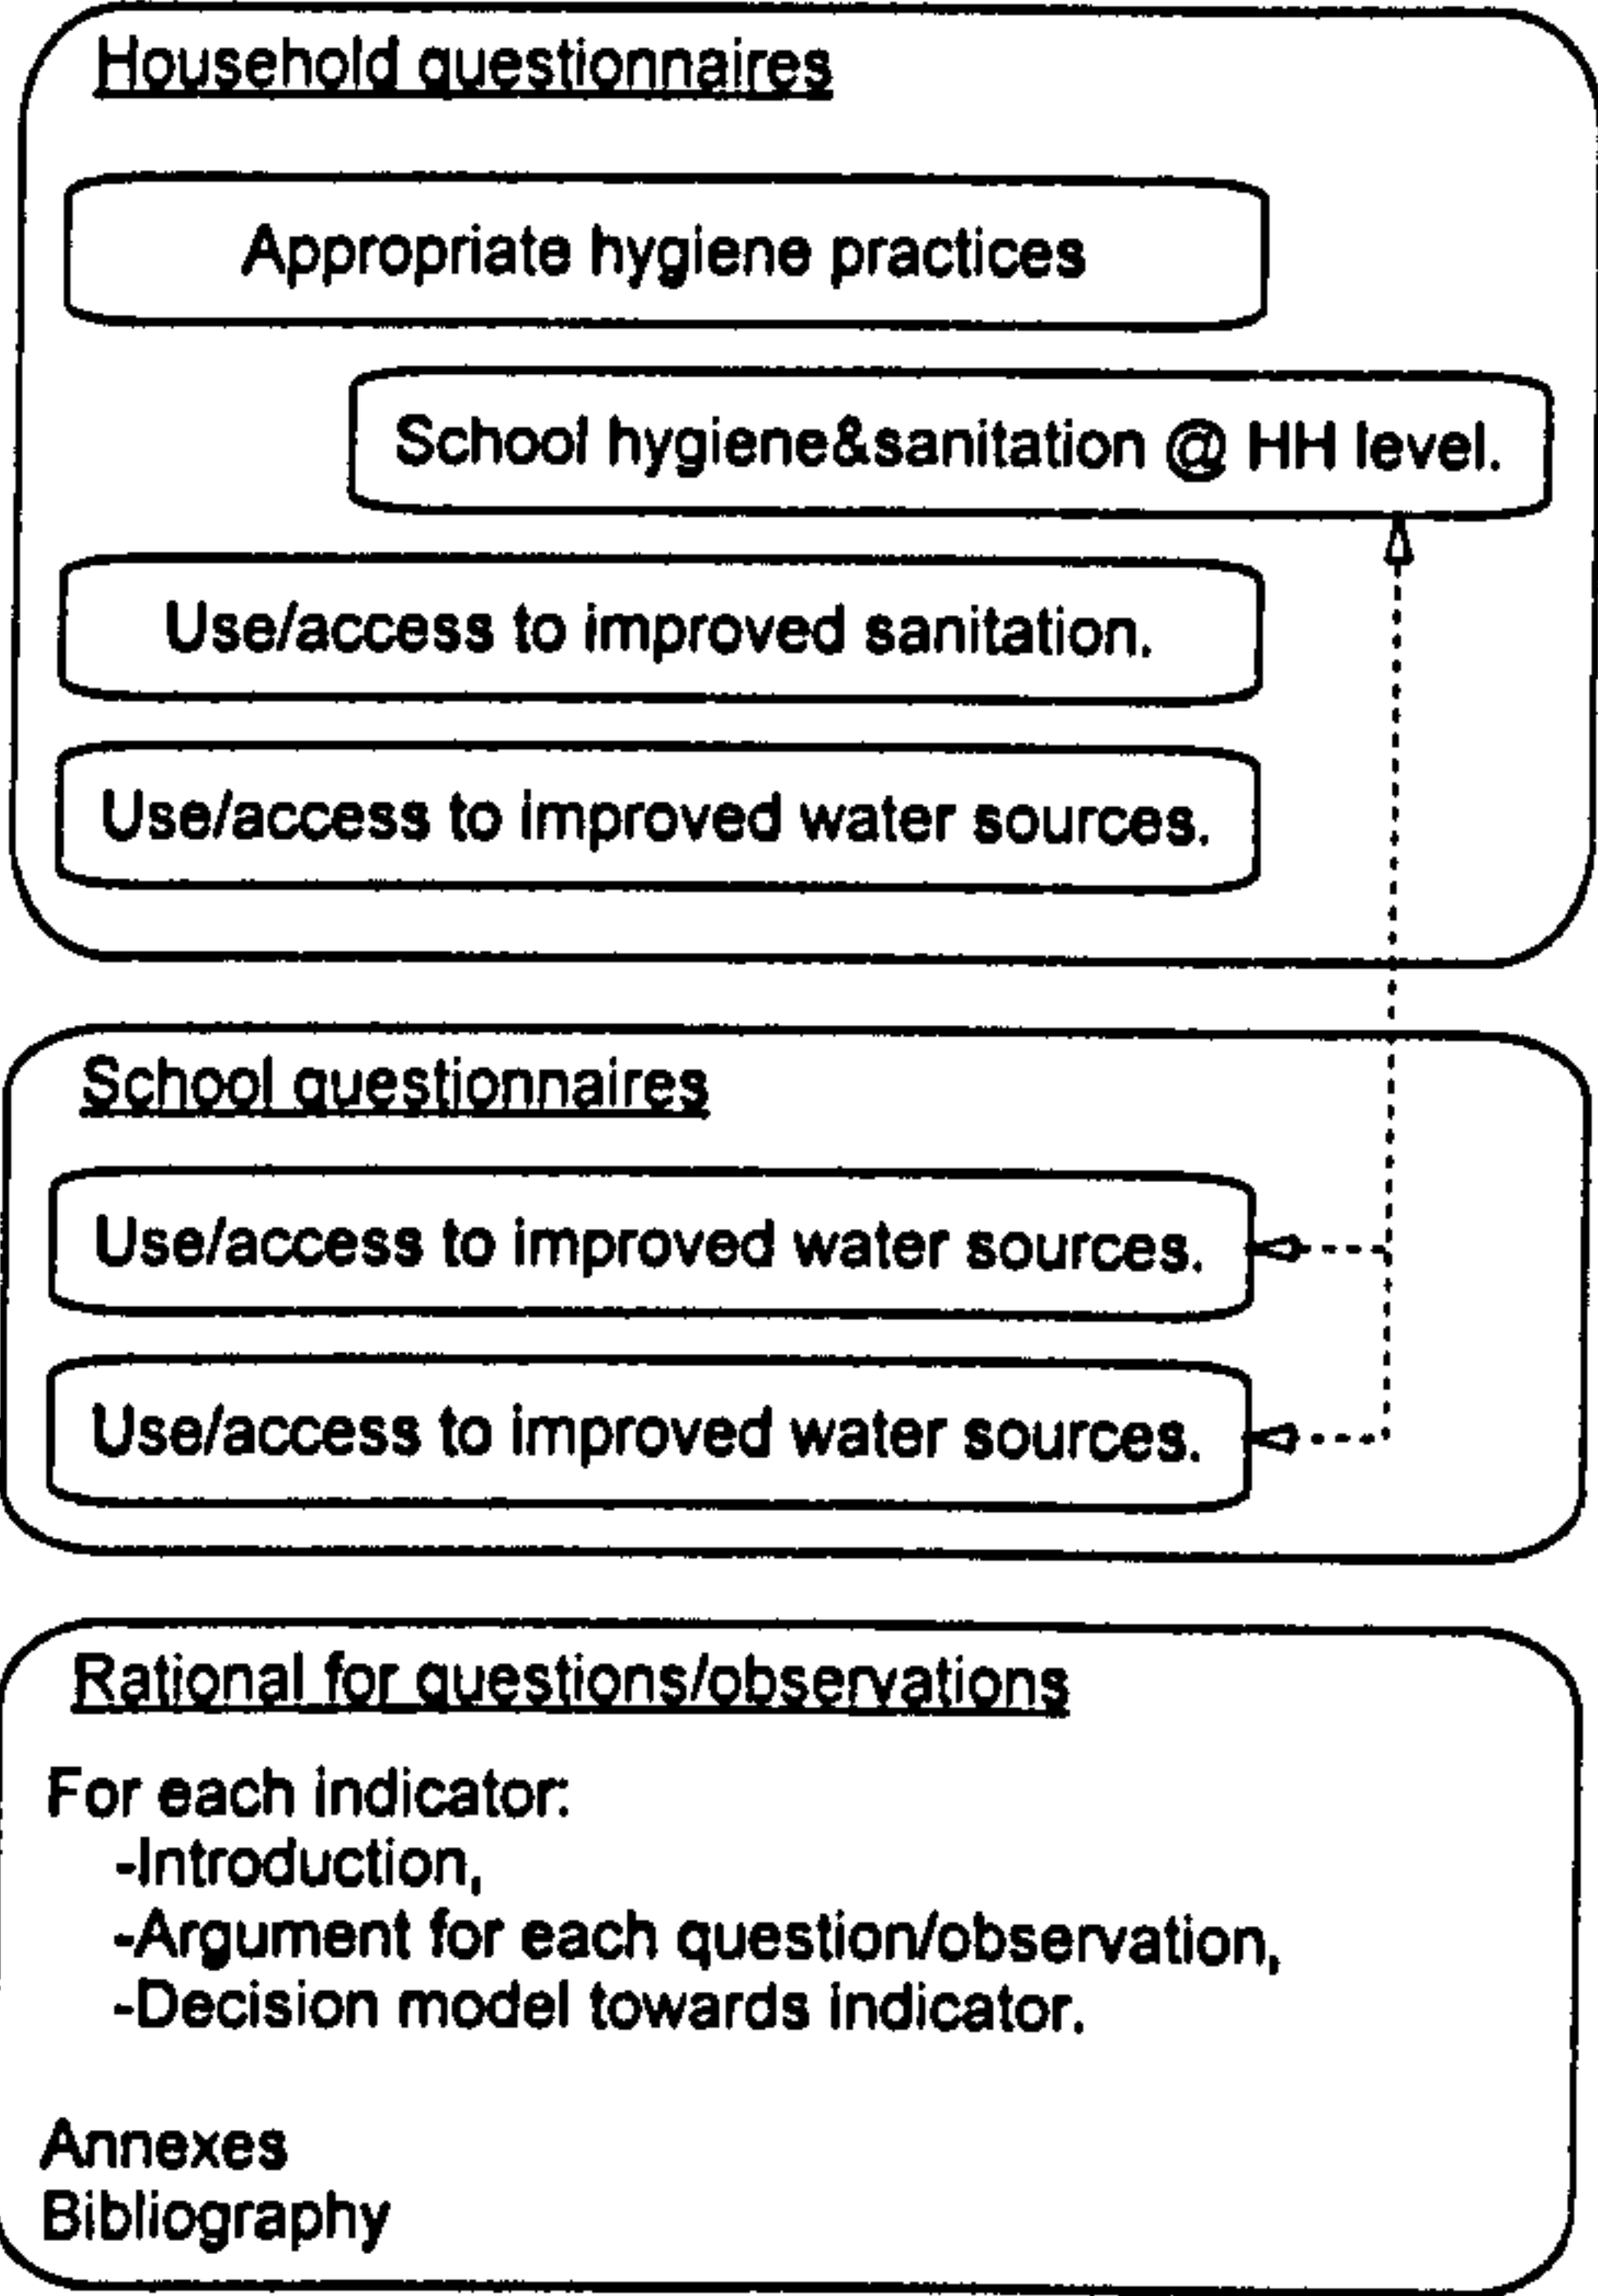 Household questionnaires
Appropriate hygiene practices
School hygiene&sanitation @ HH level.
Use/access to improved sanitation.
Use/access to improved water sources.
School questionnaires
Use/access to improved water sources.
Use/access to improved water sources.
Rational for questions/observations
For each indicator:
-Introduction,
-Argument for each question/observation,
-Decision model towards indicator.
Annexes
Bibliography